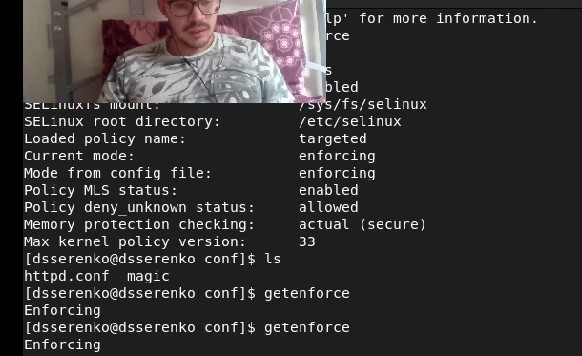 lp' for more information.
rce
s
bled
SELinuxfs mount: /sys/fs/selinux
SELinux root directory: /etc/selinux
Loaded policy name: targeted
Current mode: enforcing
Mode from config file: enforcing
Policy MLS status: enabled
Policy deny_unknown status: allowed
Memory protection checking: actual (secure)
Max kernel policy version: 33
[dsserenko@dsserenko conf]$ ls
httpd.conf magic
[dsserenko@dsserenko conf]$ getenforce
Enforcing
[dsserenko@dsserenko conf]$ getenforce
Enforcing